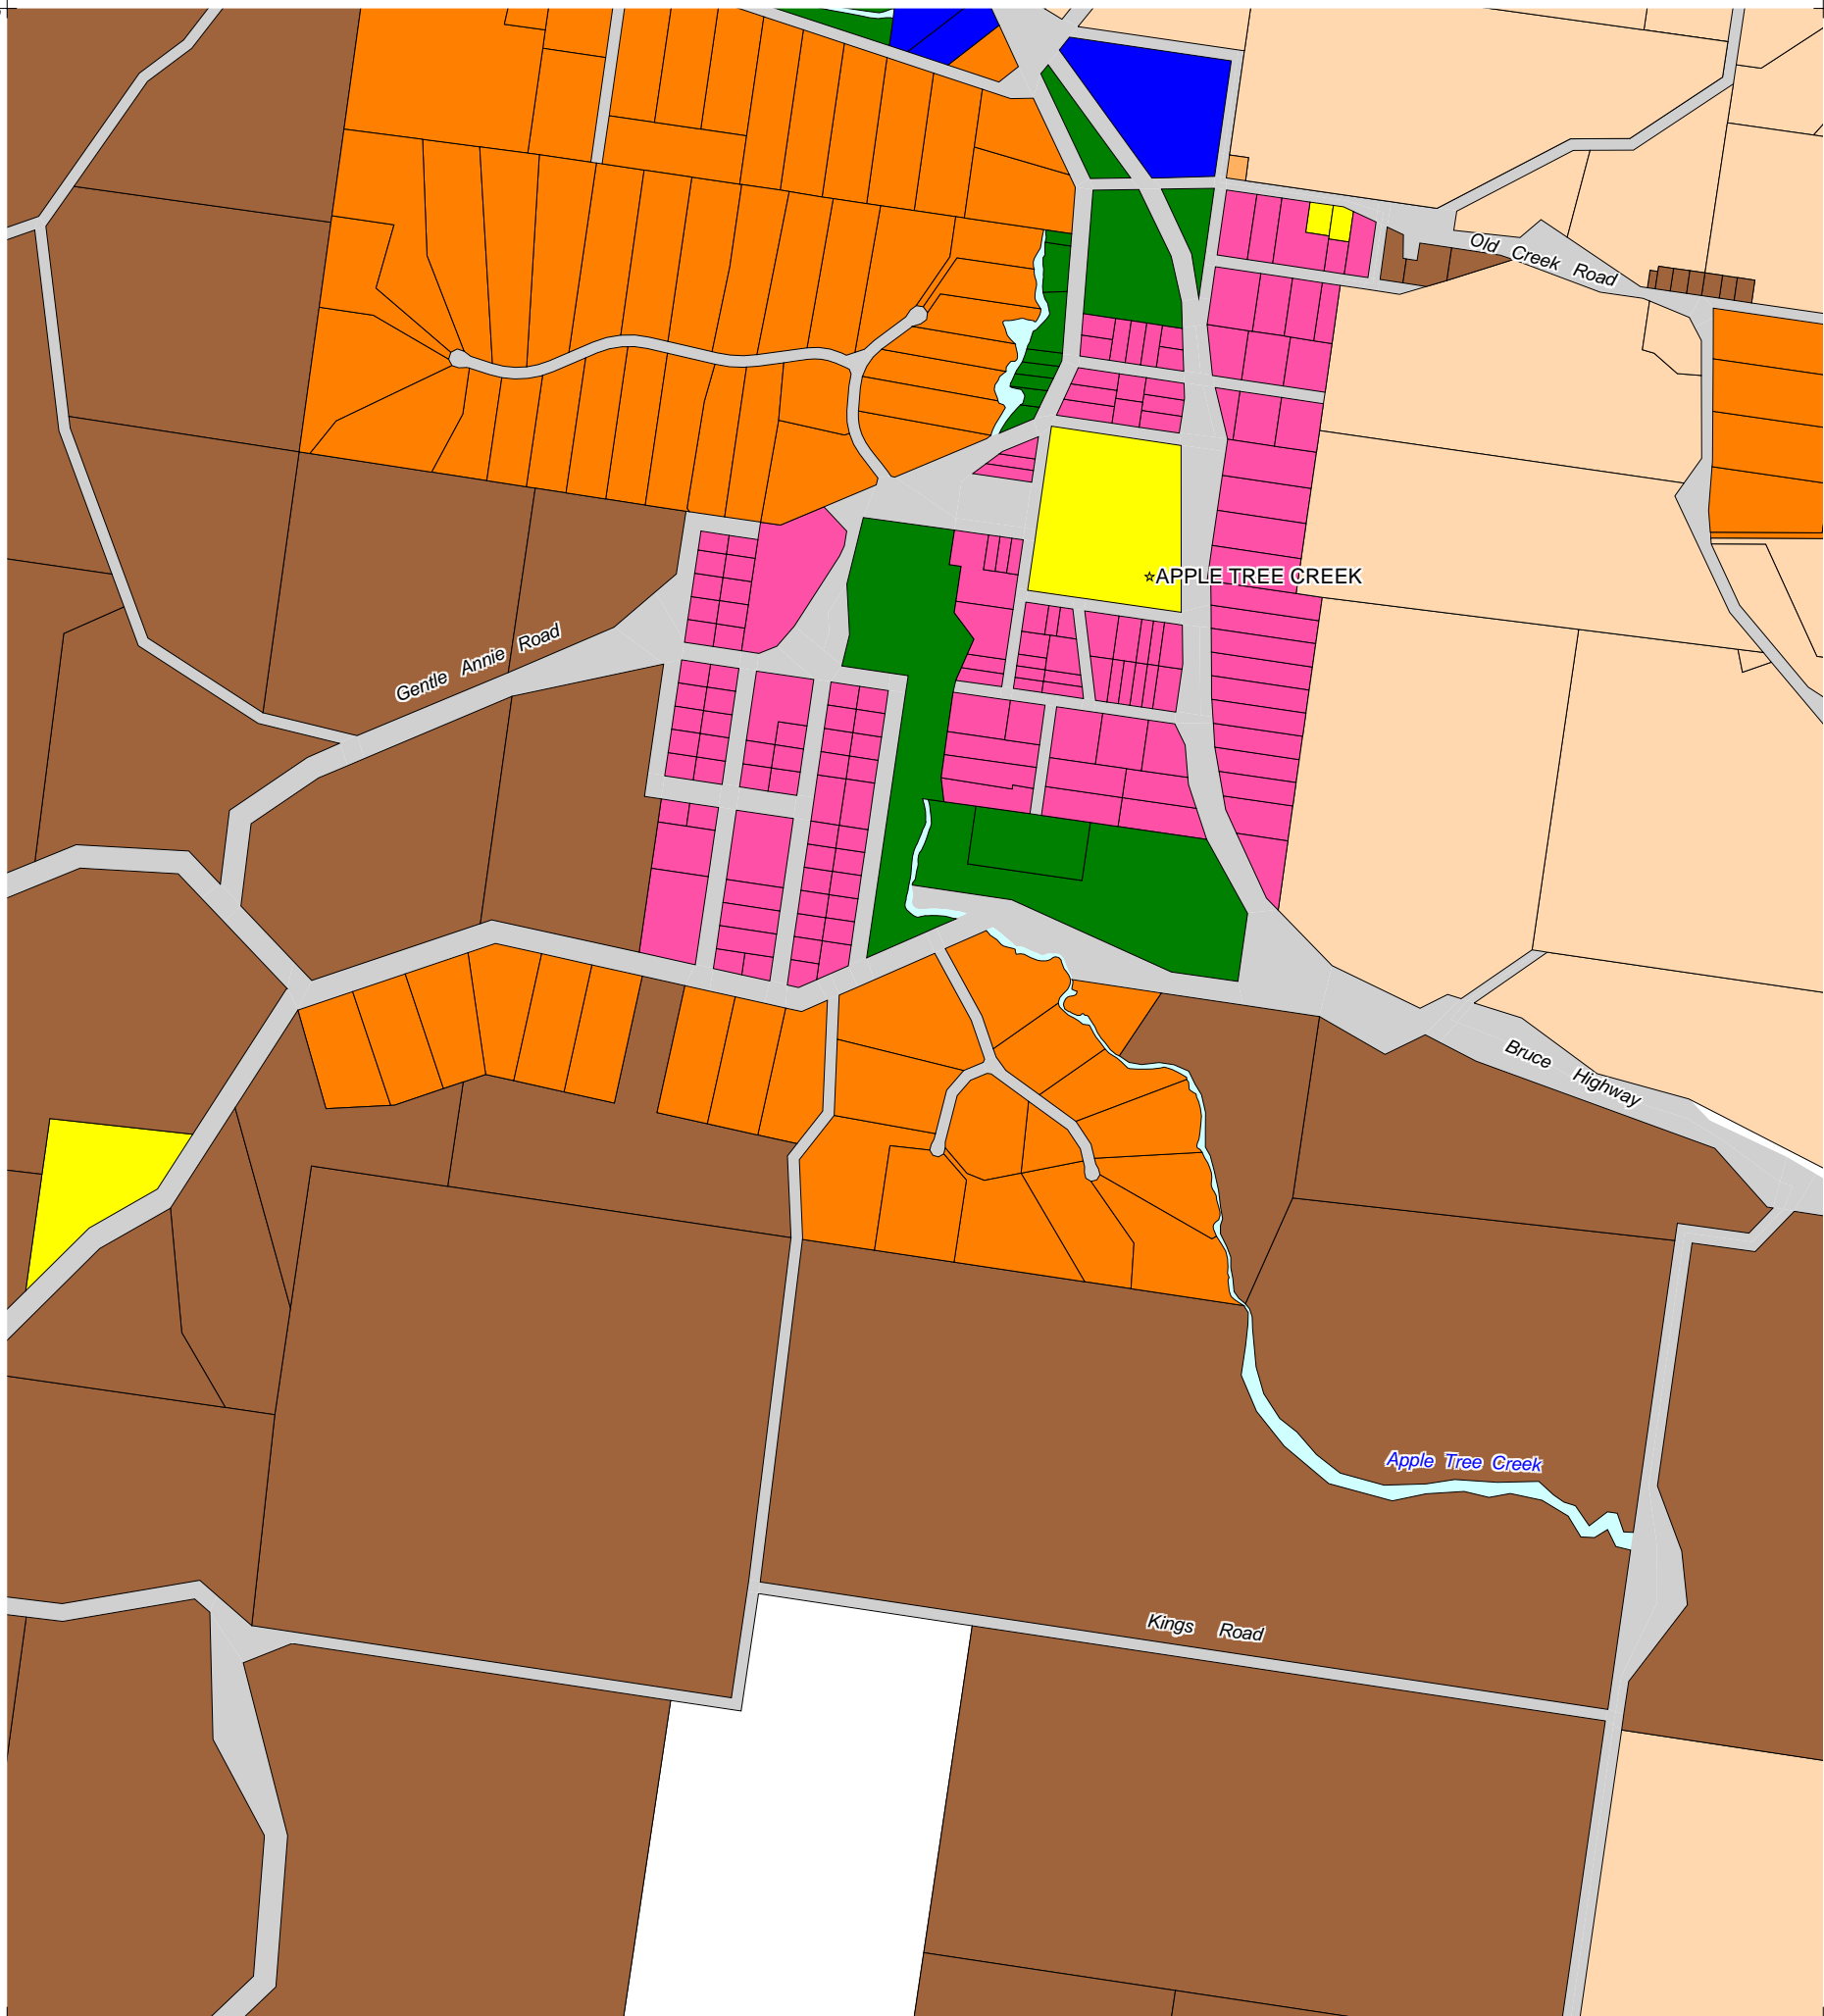 Old Creek Road
☆APPLE TREE CREEK
Gentle Annie Road
Bruce Highway
Apple Tree Creek
Kings Road